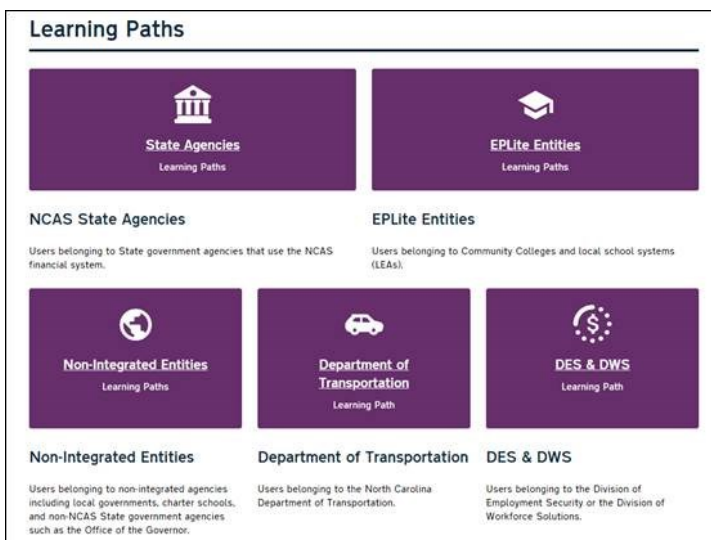 Learning Paths
State Agencies
Learning Paths
EPLite Entities
Learning Paths
NCAS State Agencies
Users belonging to State government agencies that use the NCAS
financial system.
EPLite Entities
Users belonging to Community Colleges and local school systems
(LEAs).
Non-Integrated Entities
Learning Paths
Department of
Transportation
Learning Path
$
DES & DWS
Learning Path
Non-Integrated Entities
Users belonging to non-integrated agencies
including local governments, charter schools,
and non-NCAS State government agencies
such as the Office of the Governor.
Department of Transportation
Users belonging to the North Carolina
Department of Transportation.
DES & DWS
Users belonging to the Division of
Employment Security or the Division of
Workforce Solutions.